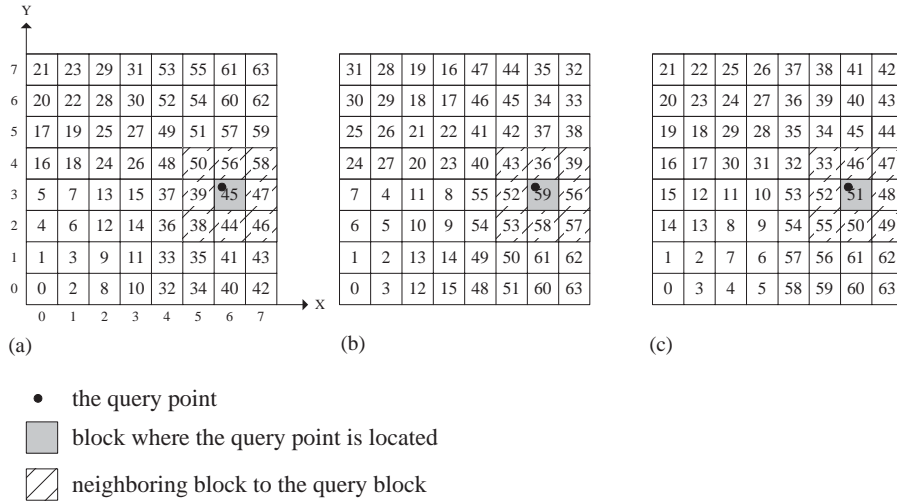 Y
7 21 23 29 31 53 55 61 63 31 28 19 16 47 44 35 32 21 22 25 26 37 38 41 42
6 20 22 28 30 52 54 60 62 30 29 18 17 46 45 34 33 20 23 24 27 36 39 40 43
5 17 19 25 27 49 51 57 59 25 26 21 22 41 42 37 38 19 18 29 28 35 34 45 44
4 16 18 24 26 48 50 56 58 24 27 20 23 40 43 36 39 16 17 30 31 32 33 46 47
3 5 7 13 15 37 39 45 47 7 4 11 8 55 52 59 56 15 12 11 10 53 52 51 48
2 4 6 12 14 36 38 44 46 6 5 10 9 54 53 58 57 14 13 8 9 54 55 50 49
1 1 3 9 11 33 35 41 43 1 2 13 14 49 50 61 62 1 2 7 6 57 56 61 62
0 0 2 8 10 32 34 40 42 0 3 12 15 48 51 60 63 0 3 4 5 58 59 60 63
X
0 1 2 3 4 5 6 7
(a) (b) (c)
the query point
block where the query point is located
neighboring block to the query block